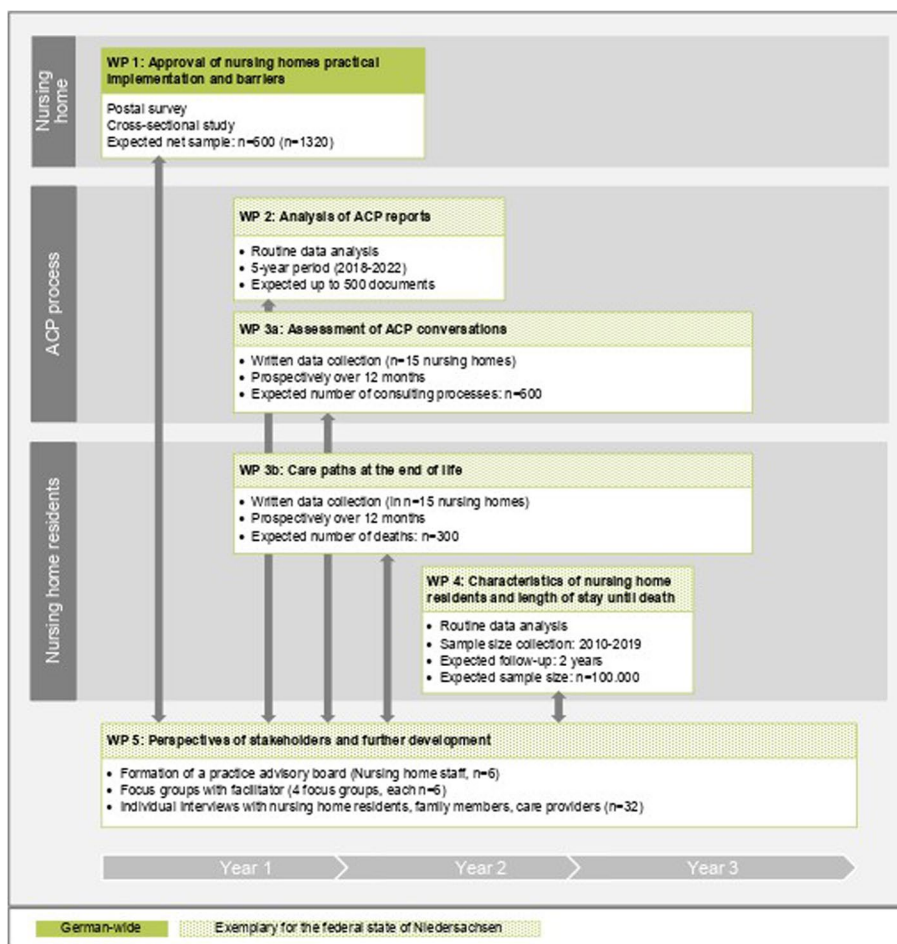 Nursing
home
WP 1: Approval of nursing homes practical
implementation and barriers
Postal survey
Cross-sectional study
Expected net sample: n=600 (n=1320)
ACP process
WP 2: Analysis of ACP reports
• Routine data analysis
• 5-year period (2018-2022)
• Expected up to 500 documents
WP 3a: Assessment of ACP conversations
• Written data collection (n=15 nursing homes)
• Prospectively over 12 months
• Expected number of consulting processes: n=600
Nursing home residents
WP 3b: Care paths at the end of life
• Written data collection (in n=15 nursing homes)
• Prospectively over 12 months
• Expected number of deaths: n=300
WP 4: Characteristics of nursing home
residents and length of stay until death
• Routine data analysis
• Sample size collection: 2010-2019
• Expected follow-up: 2 years
• Expected sample size: n=100.000
WP 5: Perspectives of stakeholders and further development
• Formation of a practice advisory board (Nursing home staff, n=6)
• Focus groups with facilitator (4 focus groups, each n=6)
• Individual interviews with nursing home residents, family members, care providers (n=32)
Year 1
Year 2
Year 3
German-wide
Exemplary for the federal state of Niedersachsen